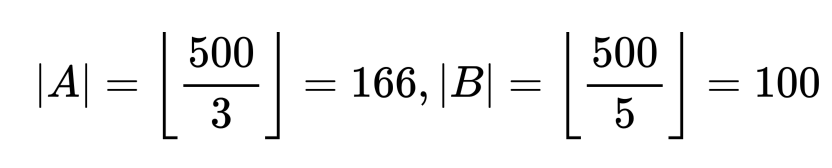 |A| = ⌊500/3⌋ = 166, |B| = ⌊500/5⌋ = 100